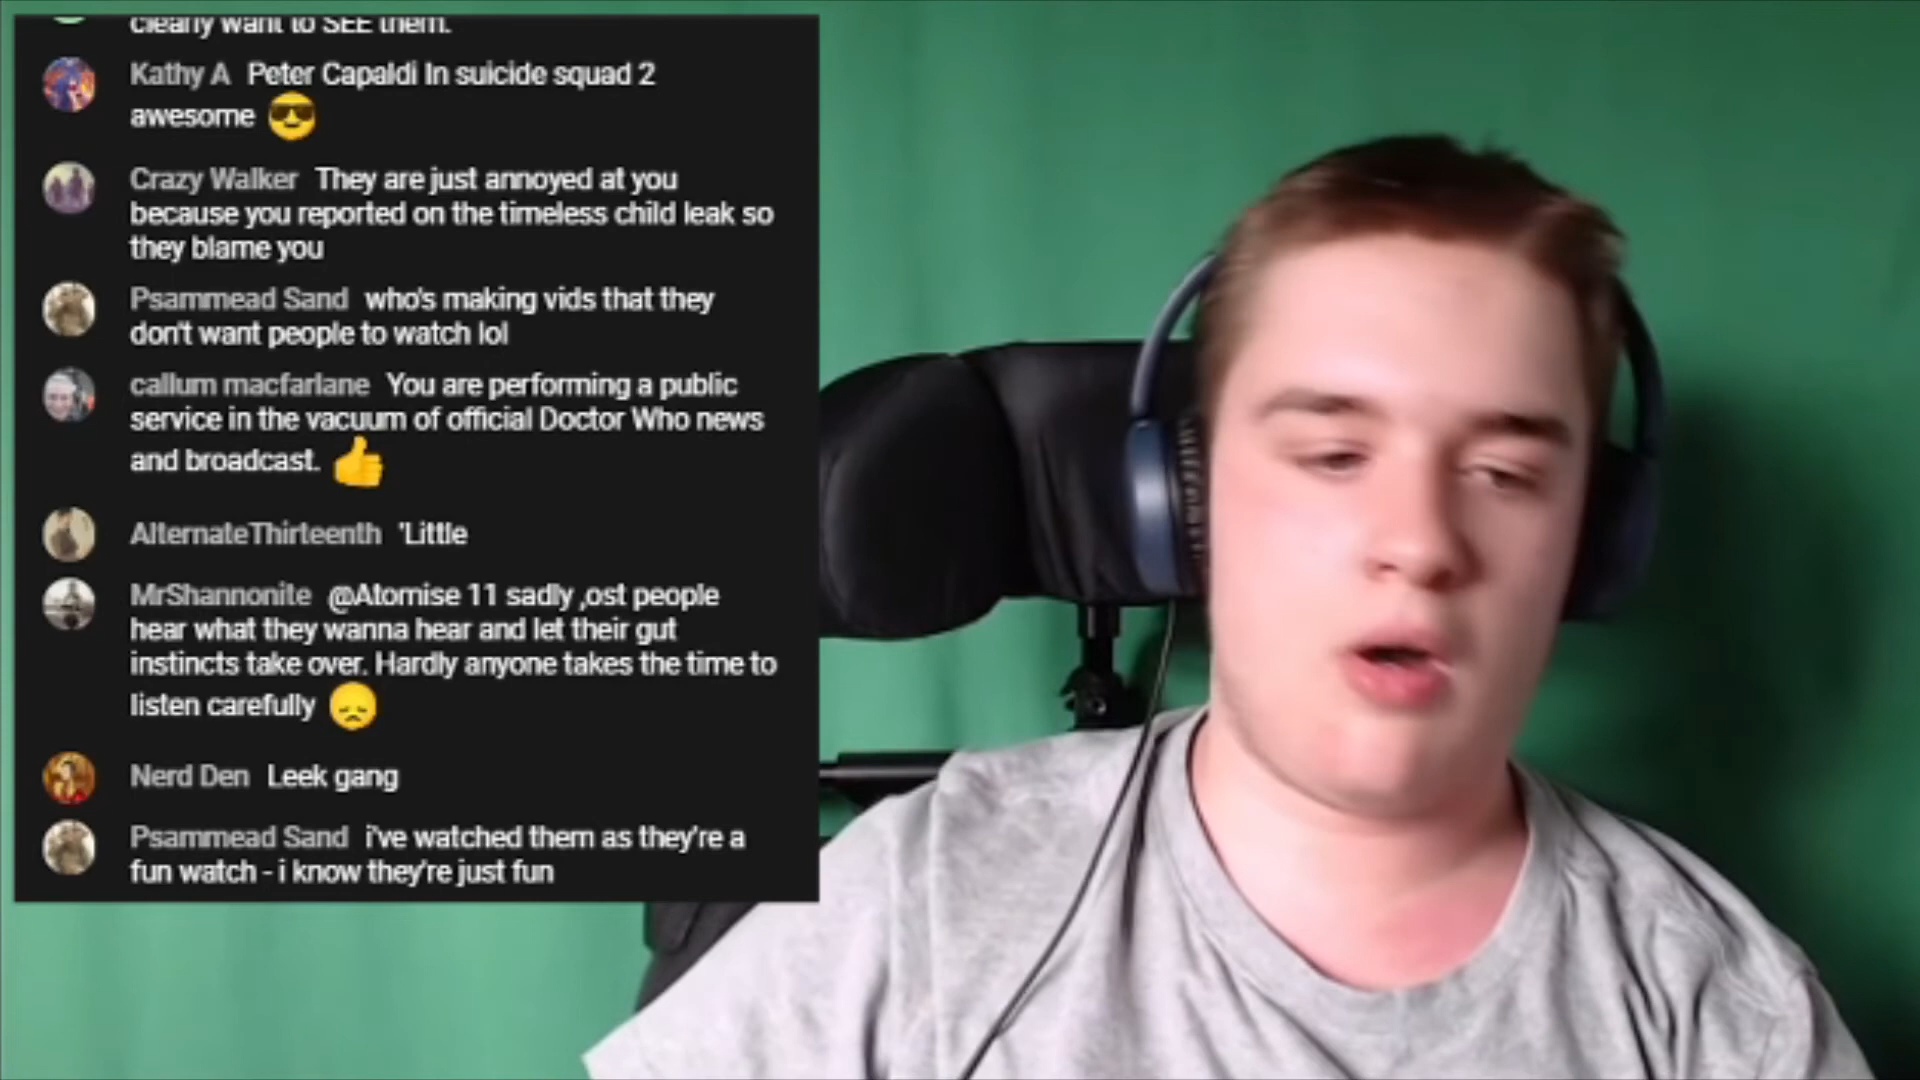 clearly want to SEE them.
Kathy A Peter Capaldi In suicide squad 2
awesome 😎
Crazy Walker They are just annoyed at you
because you reported on the timeless child leak so
they blame you
Psammead Sand who's making vids that they
don't want people to watch lol
callum macfarlane You are performing a public
service in the vacuum of official Doctor Who news
and broadcast. 👍
AlternateThirteenth 'Little
MrShannonite @Atomise 11 sadly ,ost people
hear what they wanna hear and let their gut
instincts take over. Hardly anyone takes the time to
listen carefully 😞
Nerd Den Leek gang
Psammead Sand i've watched them as they're a
fun watch - i know they're just fun